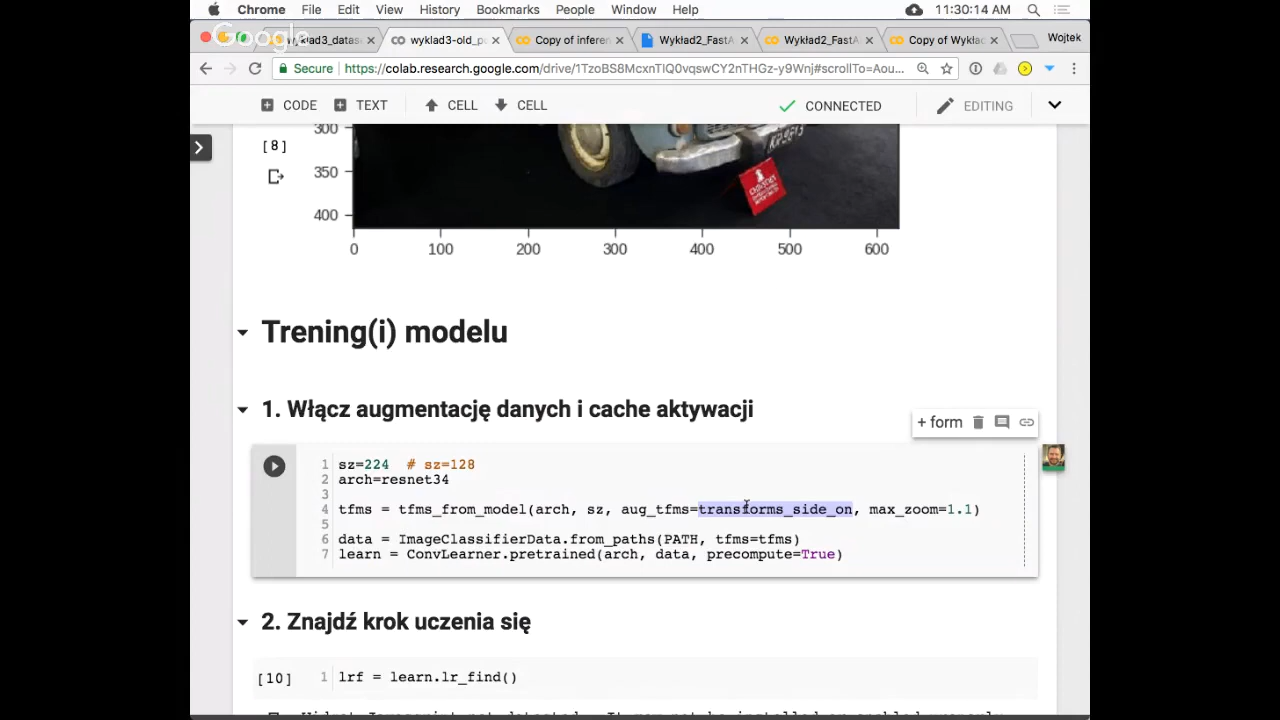 Chrome File Edit View History Bookmarks People Window Help 11:30:14 AM
Google
wyklad3-old_p Copy of inferen Wykład2_FastA Wykład2_FastA Copy of Wykła Wojtek
Secure https://colab.research.google.com/drive/1TzoBS8McxnTiQ0vqswCY2nTHGz-y9Wnj#scrollTo=Aou...
CODE TEXT CELL CELL CONNECTED EDITING
300
[8]
350
400
0 100 200 300 400 500 600
Trening(i) modelu
1. Włącz augmentację danych i cache aktywacji
+ form
1 sz=224 # sz=128
2 arch=resnet34
3
4 tfms = tfms_from_model(arch, sz, aug_tfms=transforms_side_on, max_zoom=1.1)
5
6 data = ImageClassifierData.from_paths(PATH, tfms=tfms)
7 learn = ConvLearner.pretrained(arch, data, precompute=True)
2. Znajdź krok uczenia się
[10] 1 lrf = learn.lr_find()